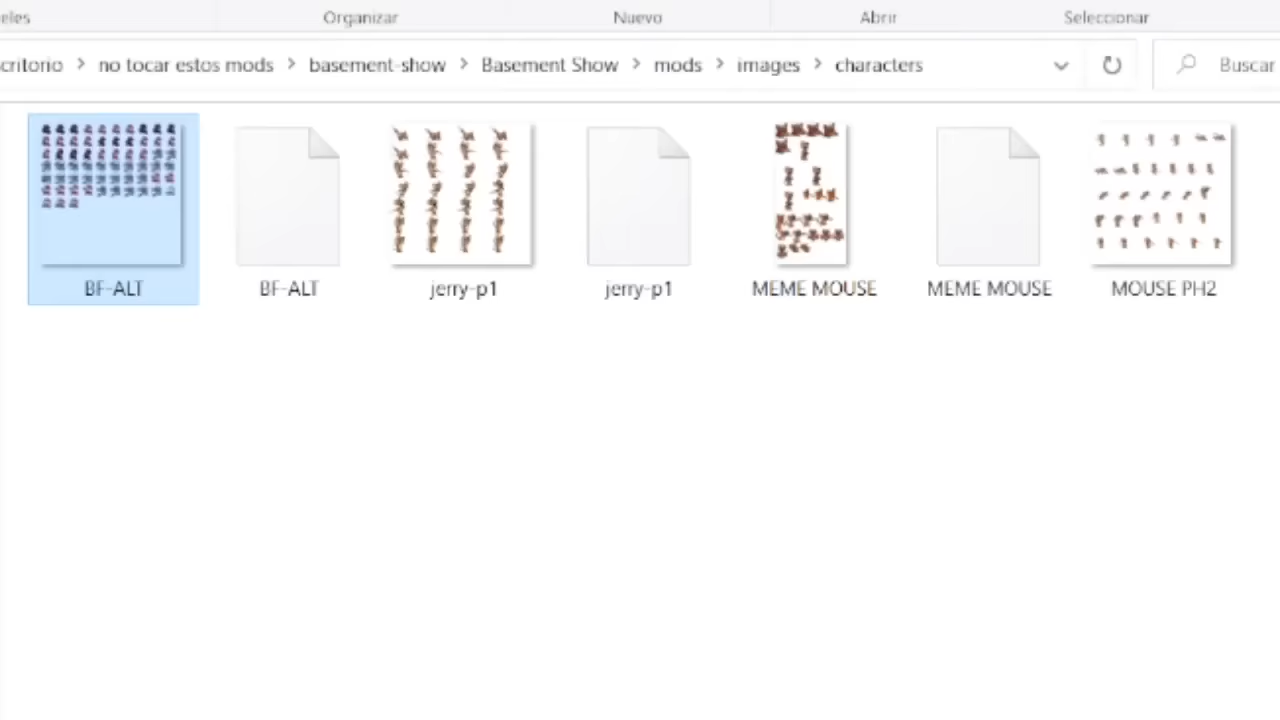 eles Organizar Nuevo Abrir Seleccionar
critorio > no tocar estos mods > basement-show > Basement Show > mods > images > characters Buscar
BF-ALT BF-ALT jerry-p1 jerry-p1 MEME MOUSE MEME MOUSE MOUSE PH2